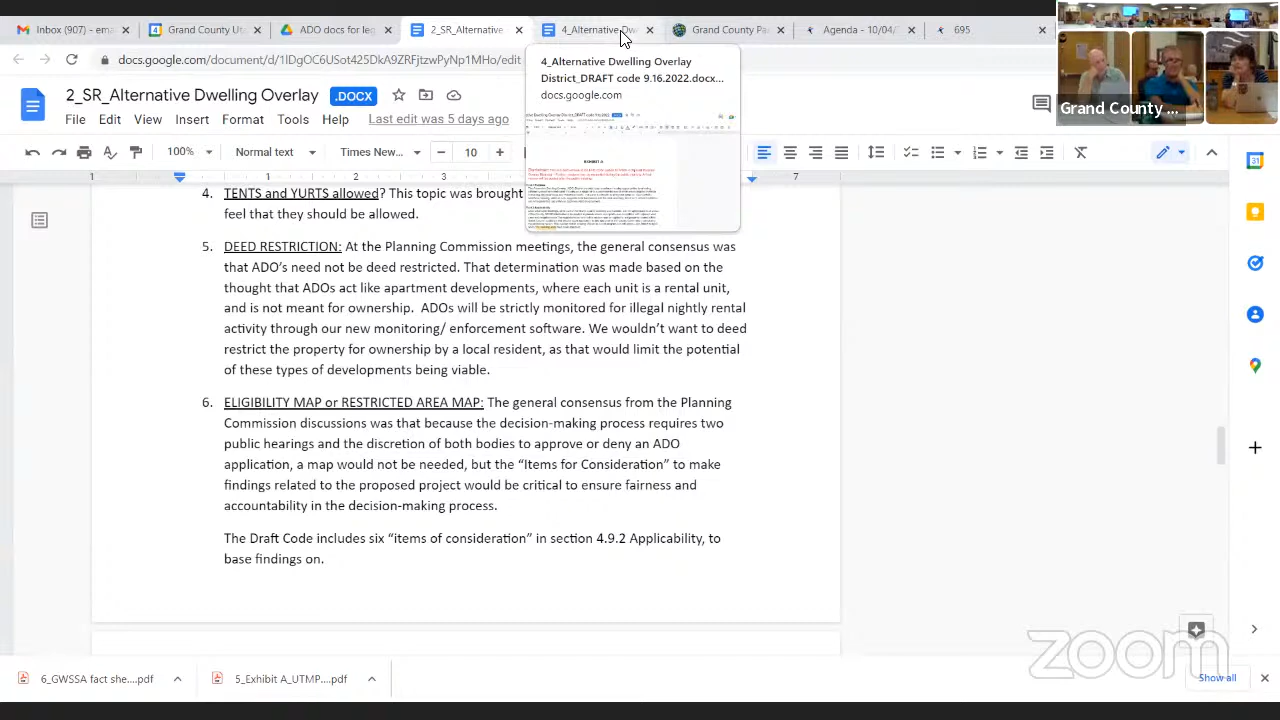 Inbox (907) - em
Grand County Us
ADO docs f
2_SR_Alternative
4_Alternative Dw
Grand County Pa
Agenda - 10/04/
695
docs.google.com/document/d/1IDgOC6USot425DkA9ZRFjtzwPyNp1MHo/edit
4_Alternative Dwelling Overlay
District_DRAFT code 9.16.2022.docx...
docs.google.com
Grand County ...
2_SR_Alternative Dwelling Overlay
.DOCX
File Edit View Insert Format Tools Help Last edit was 5 days ago
100% Normal text Times New... − 10 +
EXHIBIT A
1 3 7
4. TENTS
feel that they should be allowed.
5. DEED RESTRICTION: At the Planning Commission meetings, the general consensus was
that ADO's need not be deed restricted. That determination was made based on the
thought that ADOs act like apartment developments, where each unit is a rental unit,
and is not meant for ownership. ADOs will be strictly monitored for illegal nightly rental
activity through our new monitoring/ enforcement software. We wouldn't want to deed
restrict the property for ownership by a local resident, as that would limit the potential
of these types of developments being viable.
6. ELIGIBILITY MAP or RESTRICTED AREA MAP: The general consensus from the Planning
Commission discussions was that because the decision-making process requires two
public hearings and the discretion of both bodies to approve or deny an ADO
application, a map would not be needed, but the "Items for Consideration" to make
findings related to the proposed project would be critical to ensure fairness and
accountability in the decision-making process.
The Draft Code includes six "items of consideration" in section 4.9.2 Applicability, to
base findings on.
zoom
6_GWSSA fact she....pdf
5_Exhibit A_UTMP....pdf
Show all